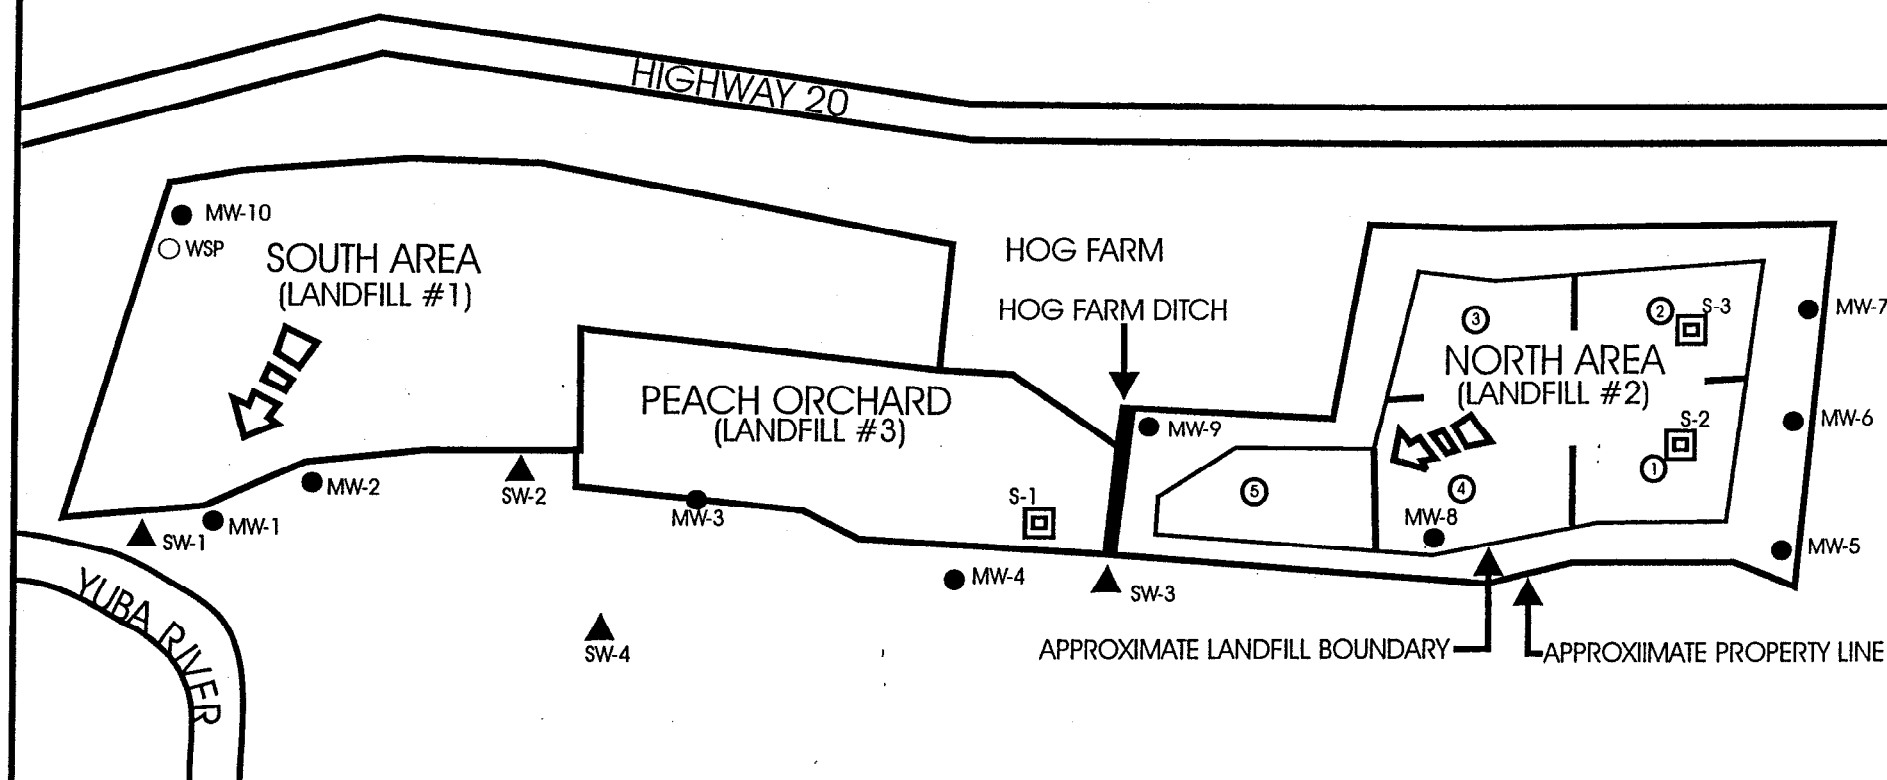 HIGHWAY 20
MW-10
WSP
SOUTH AREA
(LANDFILL #1)
HOG FARM
HOG FARM DITCH
3
2
S-3
MW-7
NORTH AREA
(LANDFILL #2)
PEACH ORCHARD
(LANDFILL #3)
MW-9
S-2
MW-6
1
MW-2
SW-2
5
4
S-1
MW-3
MW-8
MW-1
SW-1
MW-5
MW-4
SW-3
YUBA RIVER
SW-4
APPROXIMATE LANDFILL BOUNDARY
APPROXIIMATE PROPERTY LINE